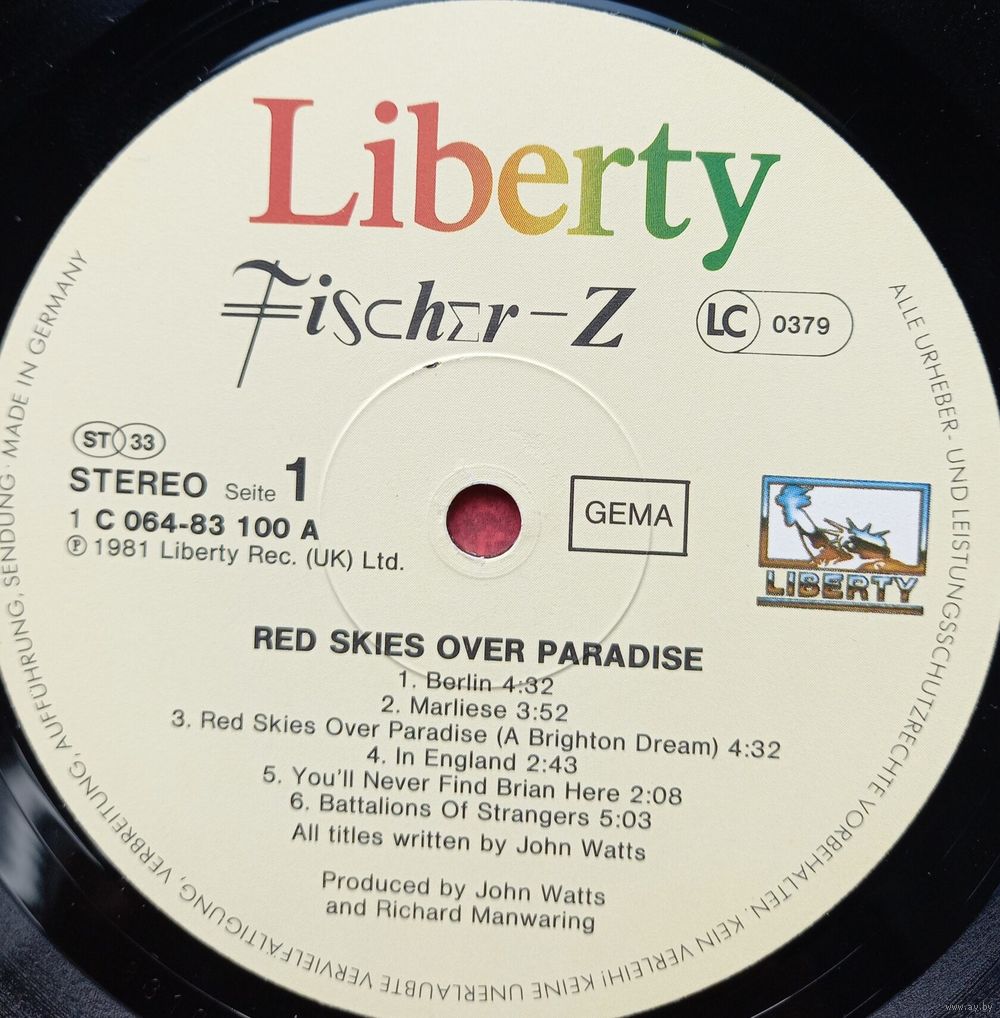 Liberty
Fischer-Z
LC 0379
ST 33
STEREO Seite 1
1 C 064-83 100 A
℗ 1981 Liberty Rec. (UK) Ltd.
GEMA
LIBERTY
RED SKIES OVER PARADISE
1. Berlin 4:32
2. Marliese 3:52
3. Red Skies Over Paradise (A Brighton Dream) 4:32
4. In England 2:43
5. You'll Never Find Brian Here 2:08
6. Battalions Of Strangers 5:03
All titles written by John Watts
Produced by John Watts
and Richard Manwaring
ALLE URHEBER- UND LEISTUNGSSCHUTZRECHTE VORBEHALTEN. KEIN VERLEIH! KEINE UNERLAUBTE VERVIELFÄLTIGUNG, VERBREITUNG, AUFFÜHRUNG, SENDUNG · MADE IN GERMANY
www.ay.by